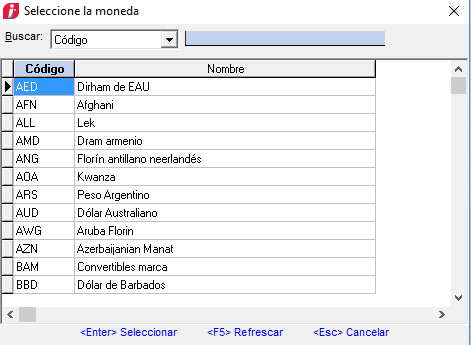 Seleccione la moneda
Buscar: Código
Código Nombre
AED Dirham de EAU
AFN Afghani
ALL Lek
AMD Dram armenio
ANG Florín antillano neerlandés
AOA Kwanza
ARS Peso Argentino
AUD Dólar Australiano
AWG Aruba Florin
AZN Azerbaijanian Manat
BAM Convertibles marca
BBD Dólar de Barbados
<Enter> Seleccionar <F5> Refrescar <Esc> Cancelar